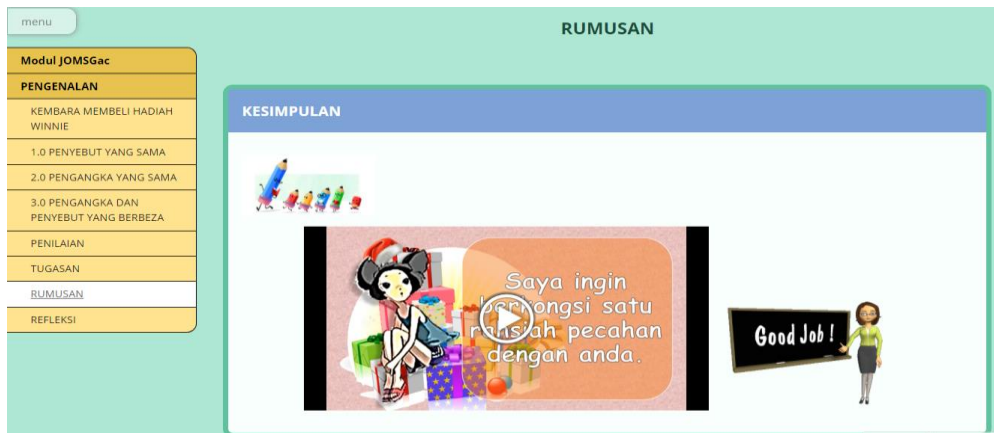 menu
RUMUSAN
Modul JOMSGac
PENGENALAN
KEMBARA MEMBELI HADIAH
WINNIE
1.0 PENYEBUT YANG SAMA
2.0 PENGANGKA YANG SAMA
3.0 PENGANGKA DAN
PENYEBUT YANG BERBEZA
PENILAIAN
TUGASAN
RUMUSAN
REFLEKSI
KESIMPULAN
Saya ingin
berkongsi satu
rahsiah pecahan
dengan anda.
Good Job !